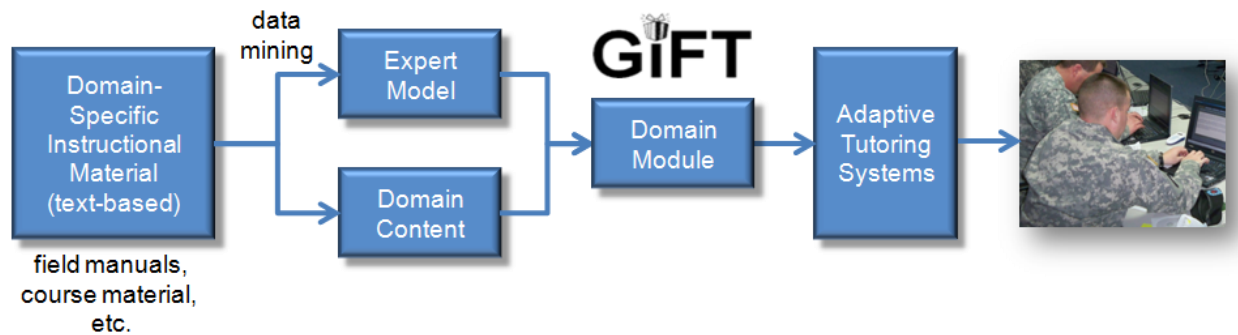 data
mining
Domain-
Specific
Instructional
Material
(text-based)
field manuals,
course material,
etc.
Expert
Model
Domain
Content
GIFT
Domain
Module
Adaptive
Tutoring
Systems